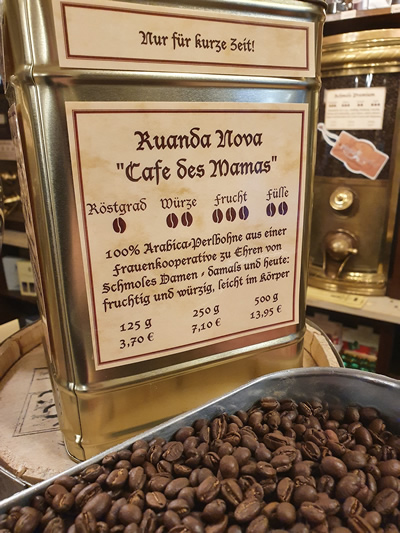 Nur für kurze Zeit!
Ruanda Nova
"Cafe des Mamas"
Röstgrad Würze Frucht Fülle
100% Arabica-Perlbohne aus einer
Frauenkooperative zu Ehren von
Schmolz Damen - damals und heute:
fruchtig und würzig, leicht im Körper
125 g 250 g 500 g
3,70 € 7,10 € 13,95 €